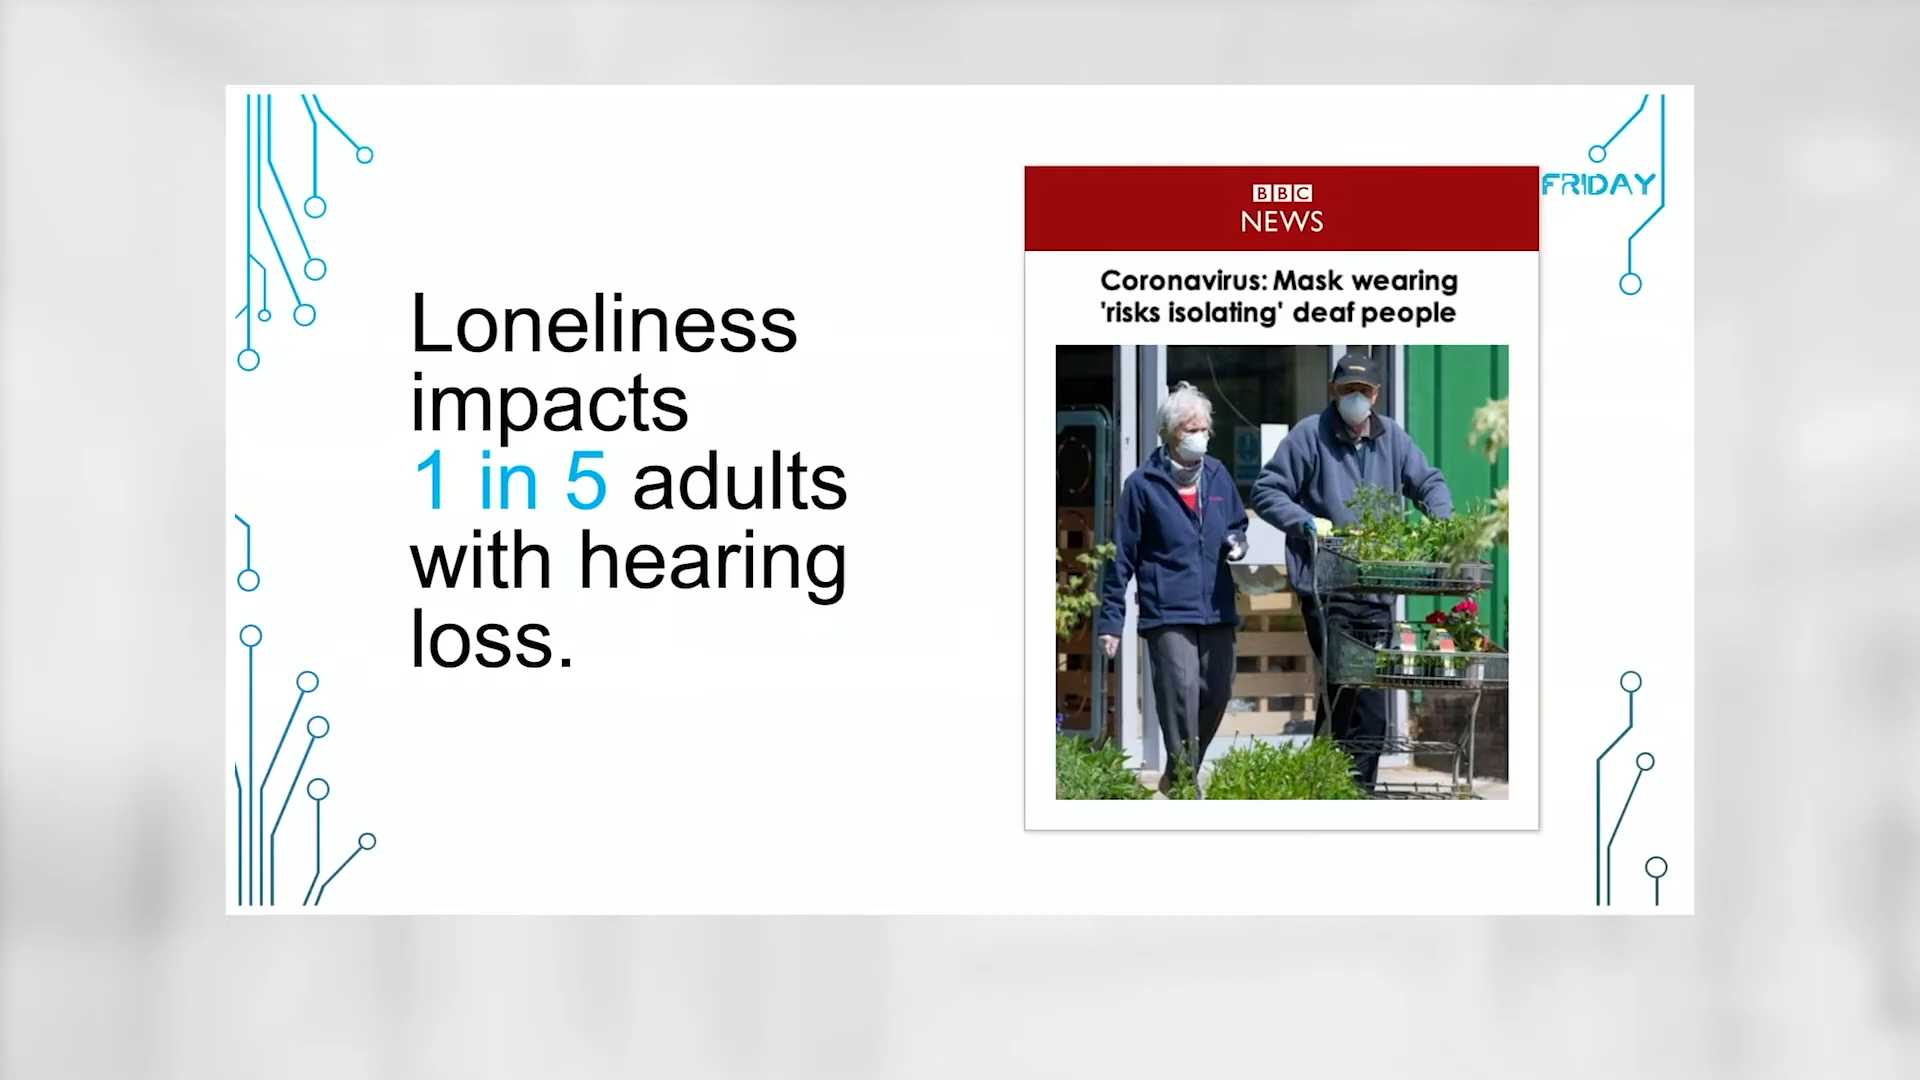 Loneliness
impacts
1 in 5 adults
with hearing
loss.
BBC
NEWS
Coronavirus: Mask wearing
'risks isolating' deaf people
FRIDAY